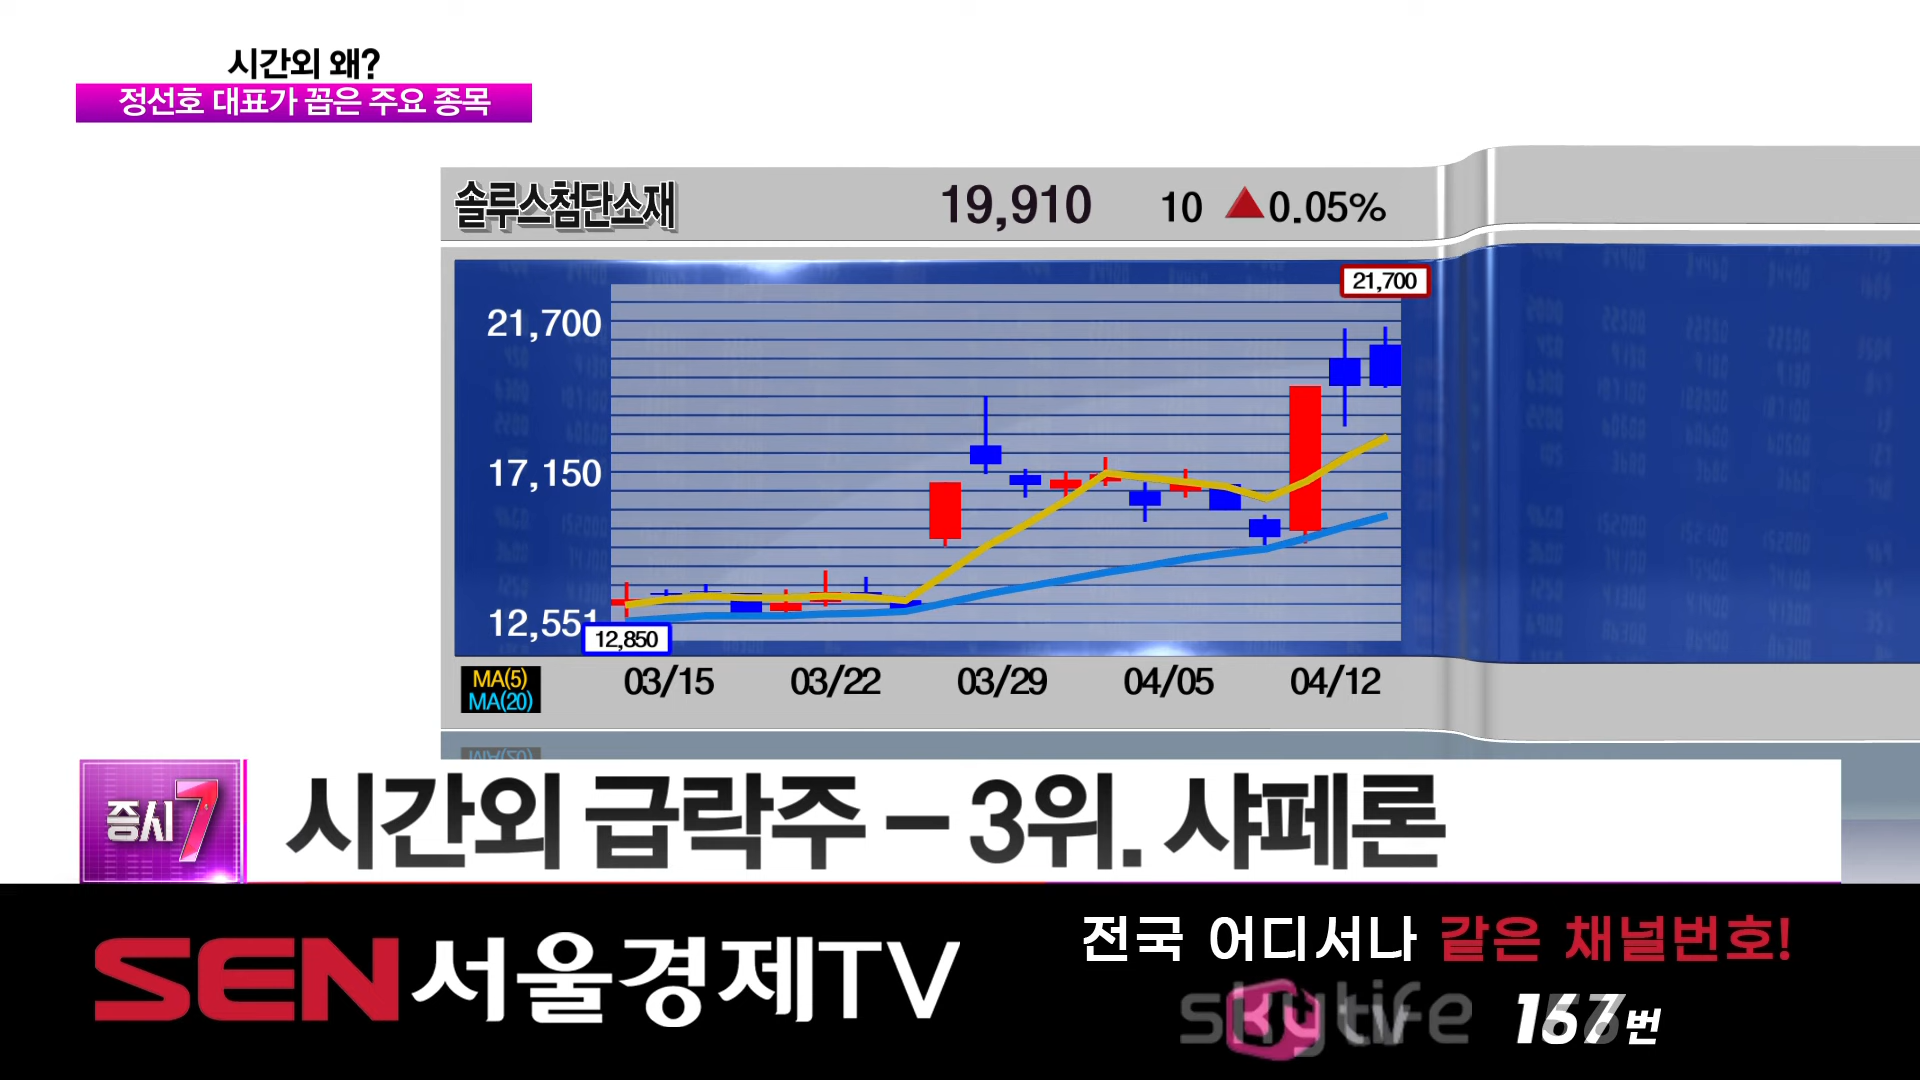 시간외 왜?
정선호 대표가 꼽은 주요 종목
솔루스첨단소재 19,910 10 ▲0.05%
21,700
21,700
17,150
12,551
12,850
MA(5)
MA(20)
03/15 03/22 03/29 04/05 04/12
증시7
시간외 급락주 - 3위. 샤페론
SEN서울경제TV
전국 어디서나 같은 채널번호!
skylife
tv
번